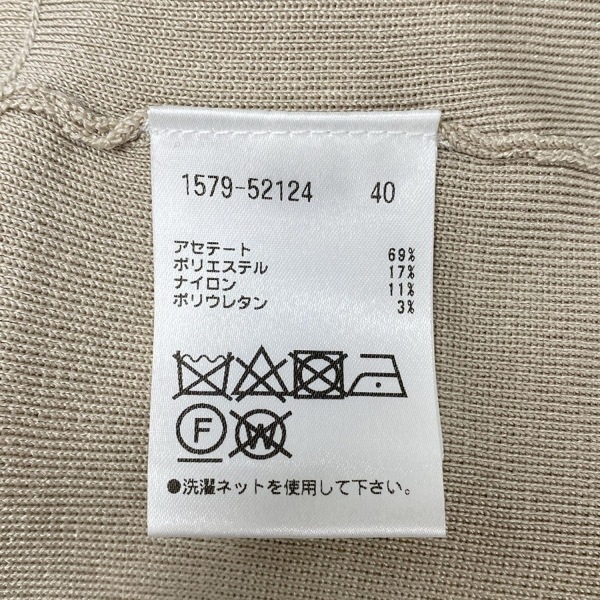 1579-52124 40
アセテート 69%
ポリエステル 17%
ナイロン 11%
ポリウレタン 3%
F W
●洗濯ネットを使用して下さい。